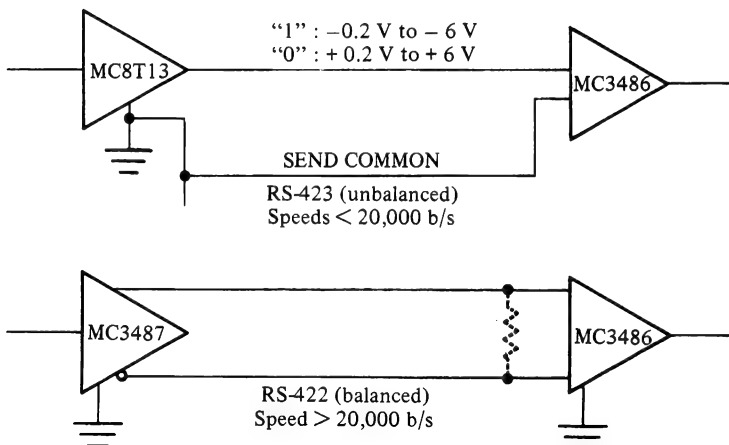 “1” : −0.2 V to − 6 V
“0” : + 0.2 V to + 6 V
MC8T13
MC3486
SEND COMMON
RS-423 (unbalanced)
Speeds < 20,000 b/s
MC3487
MC3486
RS-422 (balanced)
Speed > 20,000 b/s